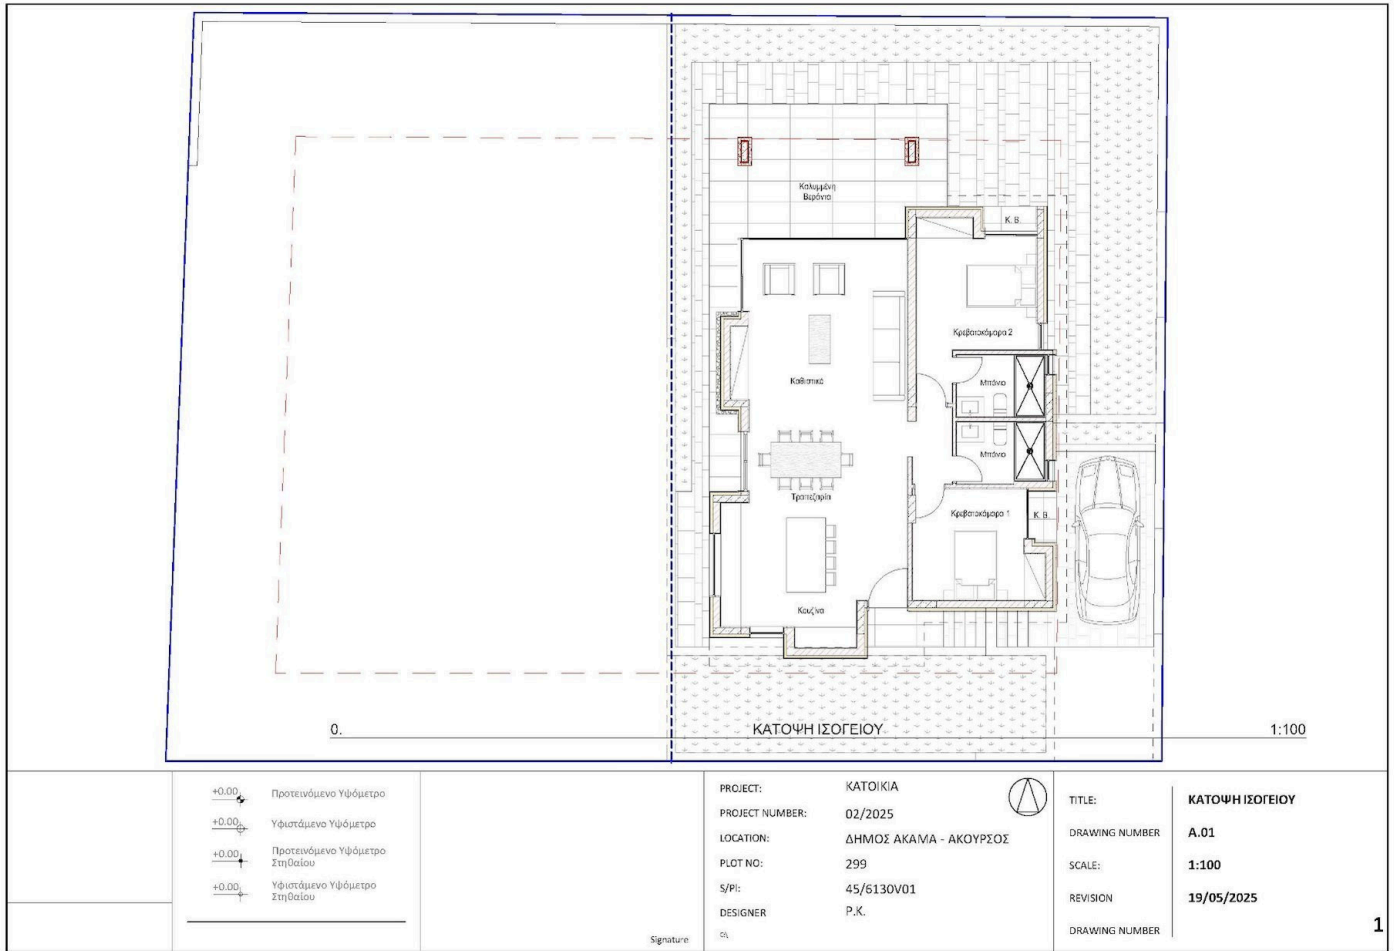 Καλυμμένη
Βεράντα
Κ. Β.
Κρεβατοκάμαρα 2
Καθιστικό
Μπάνιο
Μπάνιο
Τραπεζαρία
Κρεβατοκάμαρα 1
Κ. Β.
Κουζίνα
0.
ΚΑΤΟΨΗ ΙΣΟΓΕΙΟΥ
1:100
+0.00
Προτεινόμενο Υψόμετρο
+0.00
Υφιστάμενο Υψόμετρο
+0.00
Προτεινόμενο Υψόμετρο
Στηθαίου
+0.00
Υφιστάμενο Υψόμετρο
Στηθαίου
Signature
PROJECT: ΚΑΤΟΙΚΙΑ
PROJECT NUMBER: 02/2025
LOCATION: ΔΗΜΟΣ ΑΚΑΜΑ - ΑΚΟΥΡΣΟΣ
PLOT NO: 299
S/PI: 45/6130V01
DESIGNER P.K.
TITLE: ΚΑΤΟΨΗ ΙΣΟΓΕΙΟΥ
DRAWING NUMBER A.01
SCALE: 1:100
REVISION 19/05/2025
DRAWING NUMBER
1